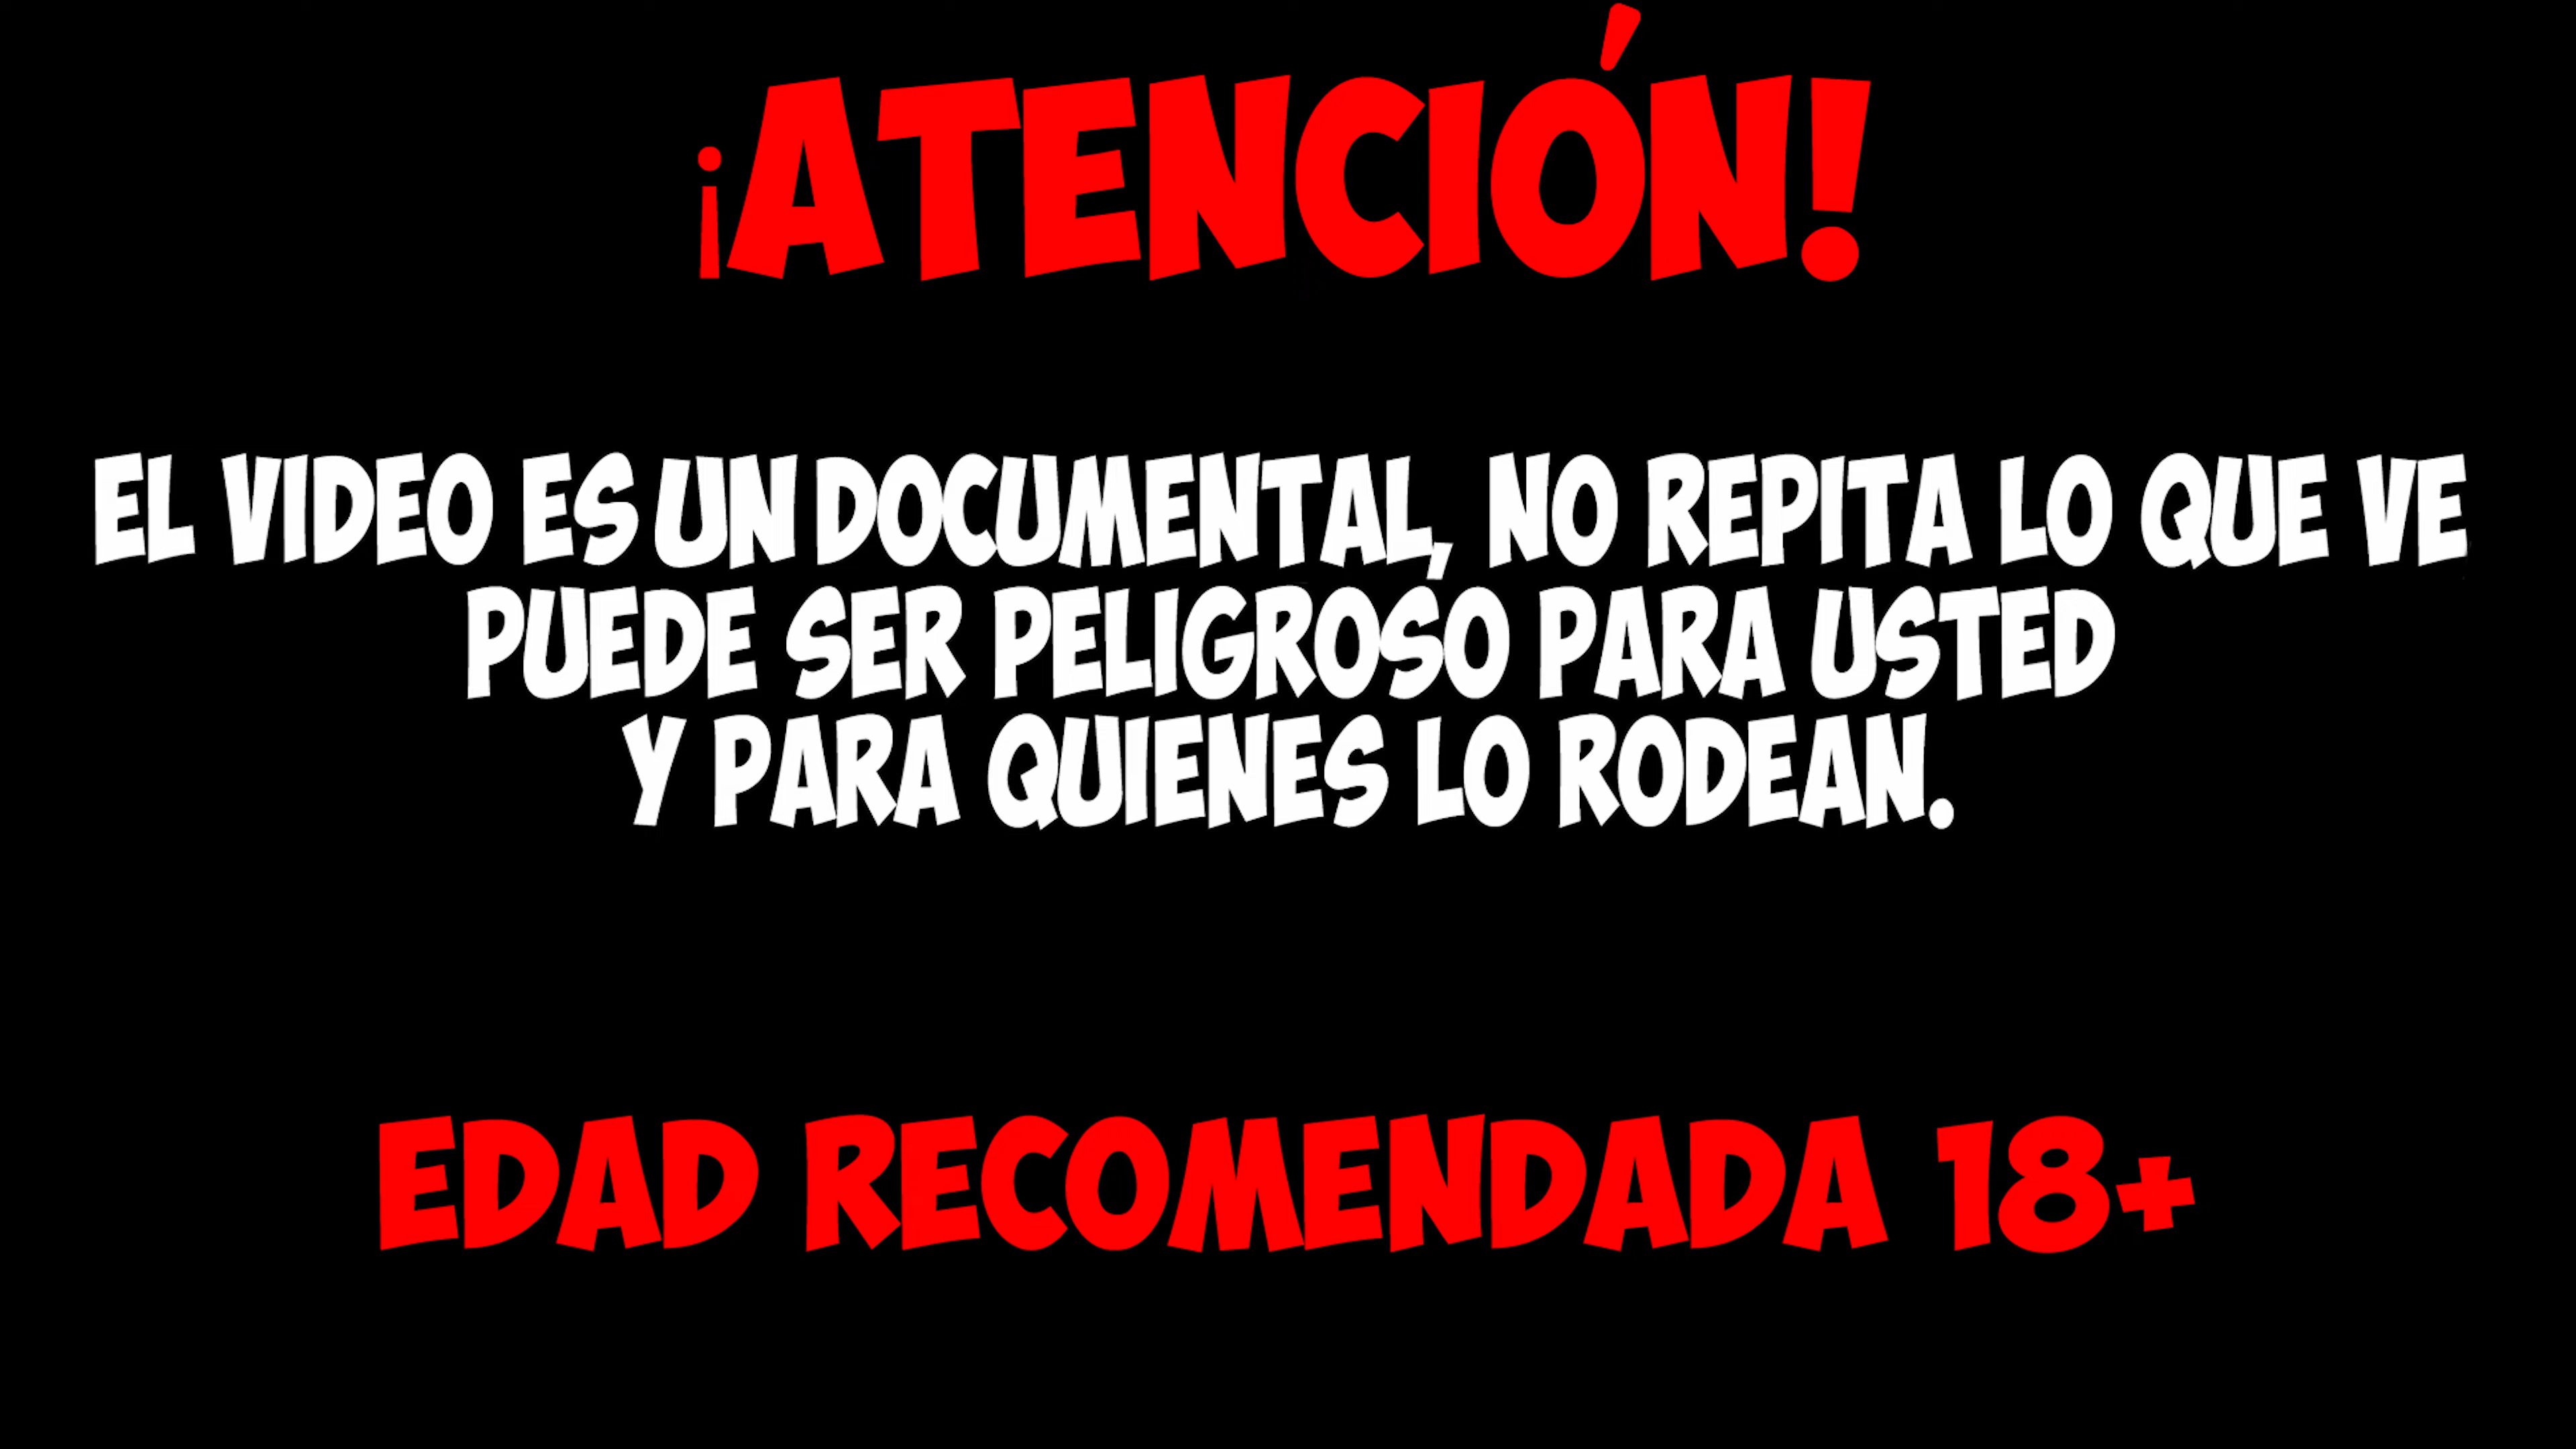 ¡ATENCIÓN!
EL VIDEO ES UN DOCUMENTAL, NO REPITA LO QUE VE
PUEDE SER PELIGROSO PARA USTED
Y PARA QUIENES LO RODEAN.
EDAD RECOMENDADA 18+